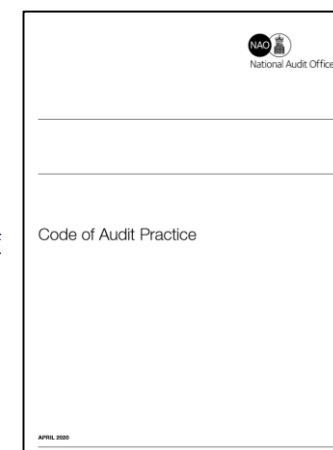 NAO
National Audit Office
Code of Audit Practice
APRIL 2020